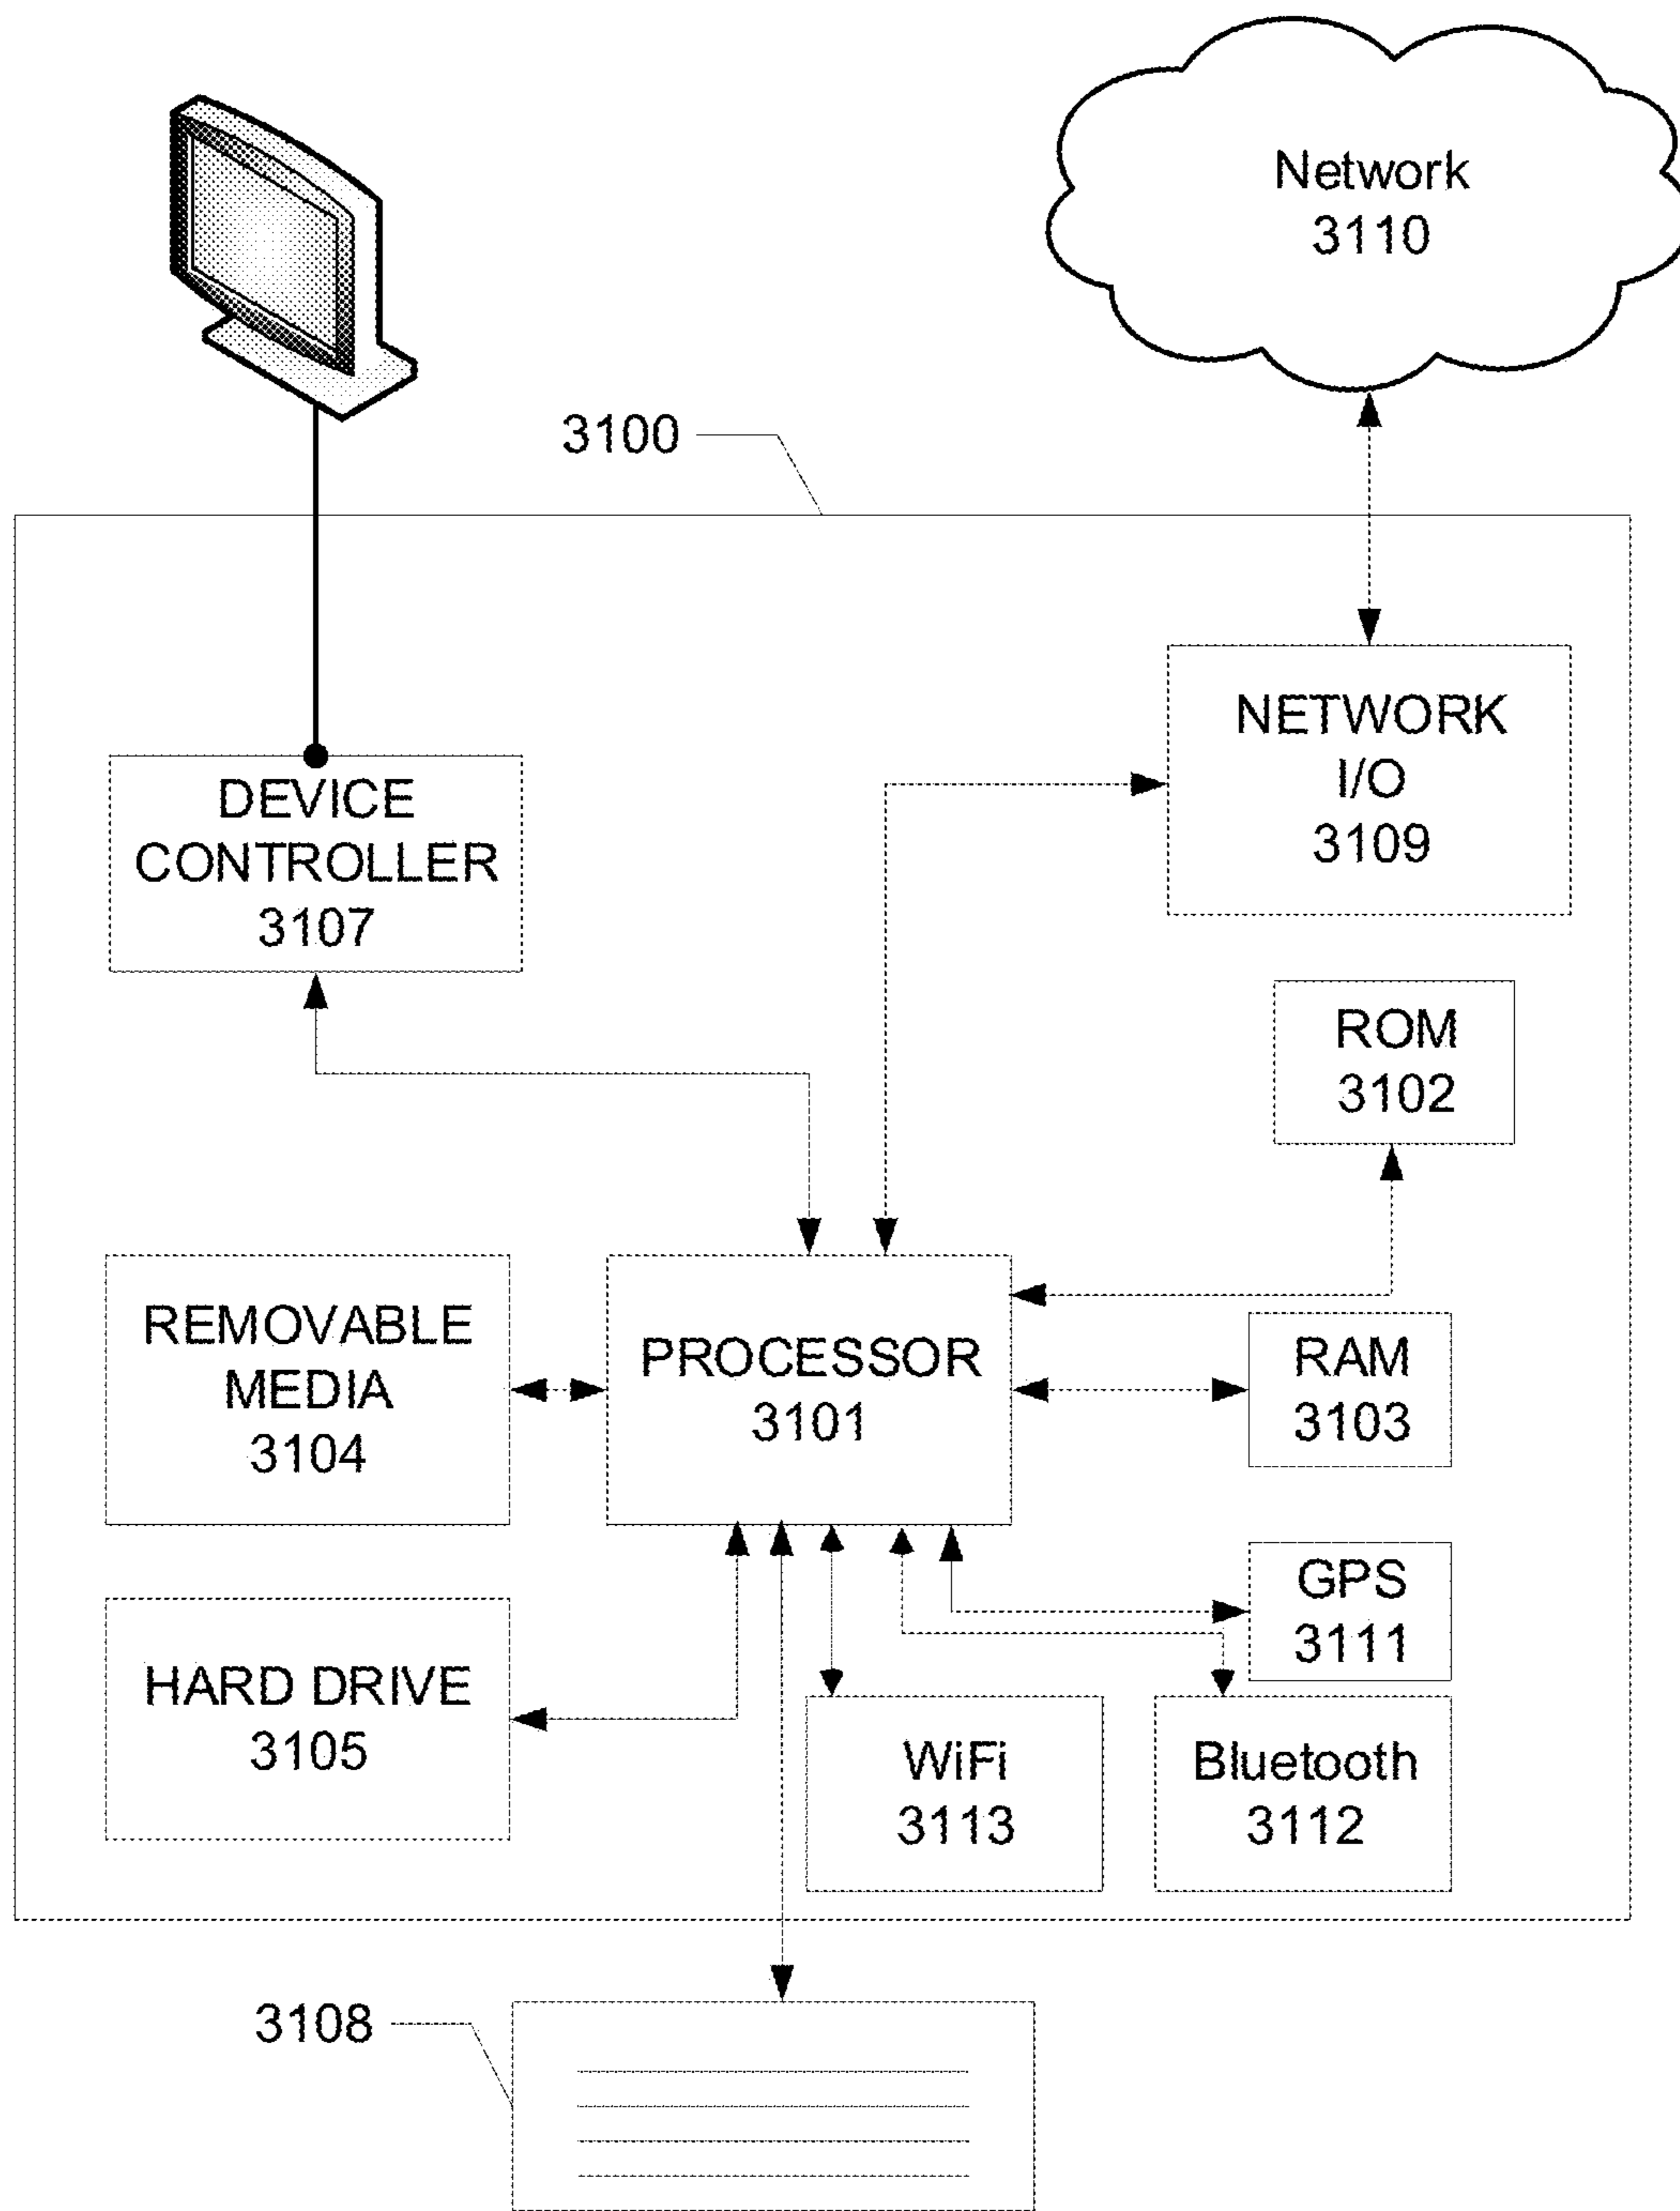 Network
3110
3100
NETWORK
I/O
3109
DEVICE
CONTROLLER
3107
ROM
3102
REMOVABLE
MEDIA
3104
PROCESSOR
3101
RAM
3103
GPS
3111
HARD DRIVE
3105
WiFi
3113
Bluetooth
3112
3108